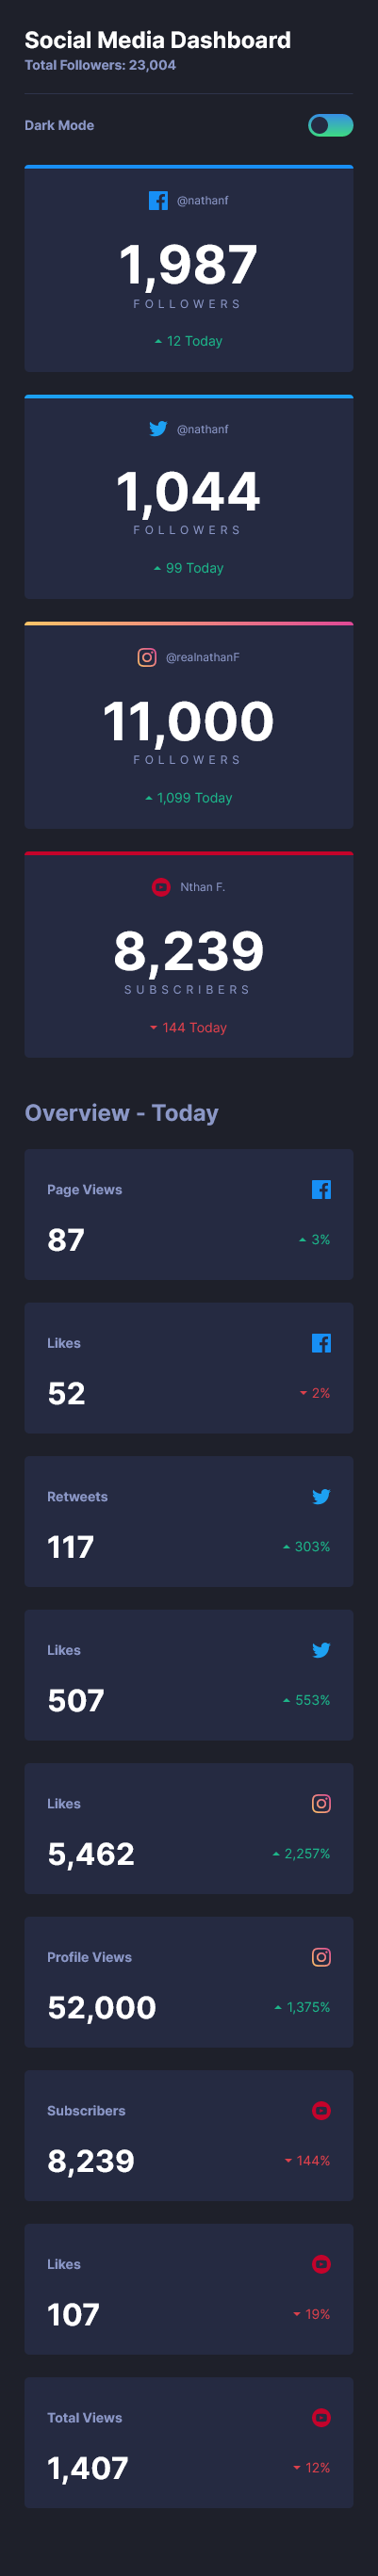 Social Media Dashboard
Total Followers: 23,004
Dark Mode
@nathanf
1,987
FOLLOWERS
12 Today
@nathanf
1,044
FOLLOWERS
99 Today
@realnathanF
11,000
FOLLOWERS
1,099 Today
Nthan F.
8,239
SUBSCRIBERS
144 Today
Overview - Today
Page Views
87 3%
Likes
52 2%
Retweets
117 303%
Likes
507 553%
Likes
5,462 2,257%
Profile Views
52,000 1,375%
Subscribers
8,239 144%
Likes
107 19%
Total Views
1,407 12%